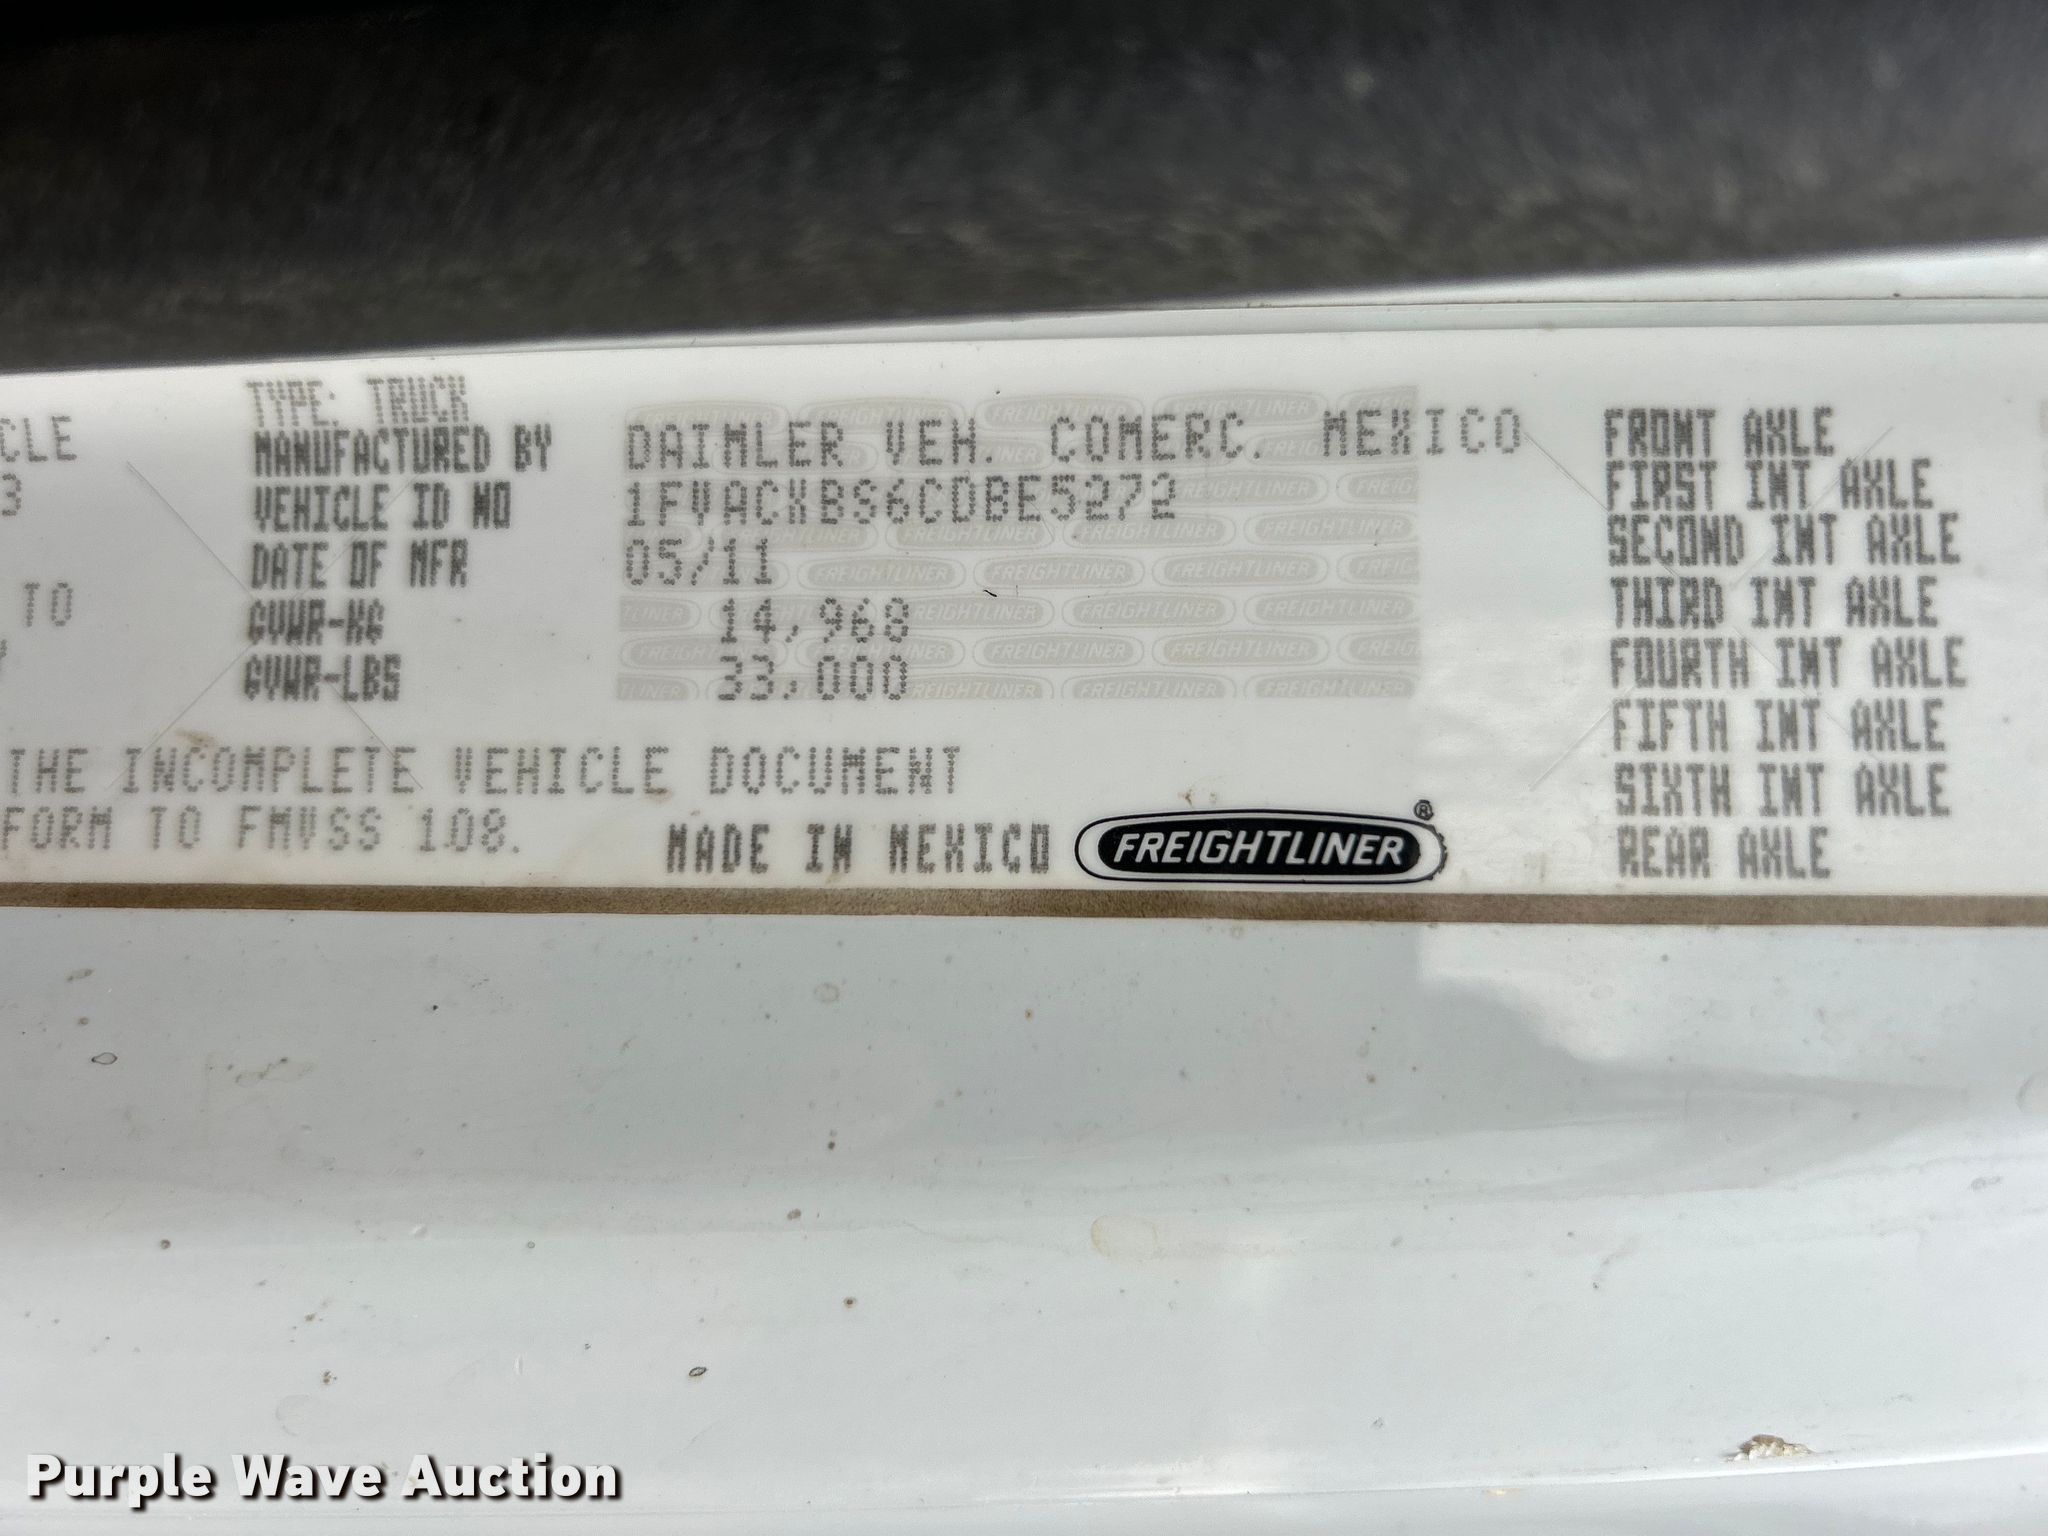 CLE
3
10
TYPE: TRUCK
MANUFACTURED BY DAIMLER VEH. COMERC. MEXICO
VEHICLE ID NO 1FVACXBS6CDBE5272
DATE OF MFR 05/11
GVWR-KG 14,968
GVWR-LBS 33,000
THE INCOMPLETE VEHICLE DOCUMENT
FORM TO FMVSS 108.
MADE IN MEXICO FREIGHTLINER®
FRONT AXLE
FIRST INT AXLE
SECOND INT AXLE
THIRD INT AXLE
FOURTH INT AXLE
FIFTH INT AXLE
SIXTH INT AXLE
REAR AXLE
Purple Wave Auction